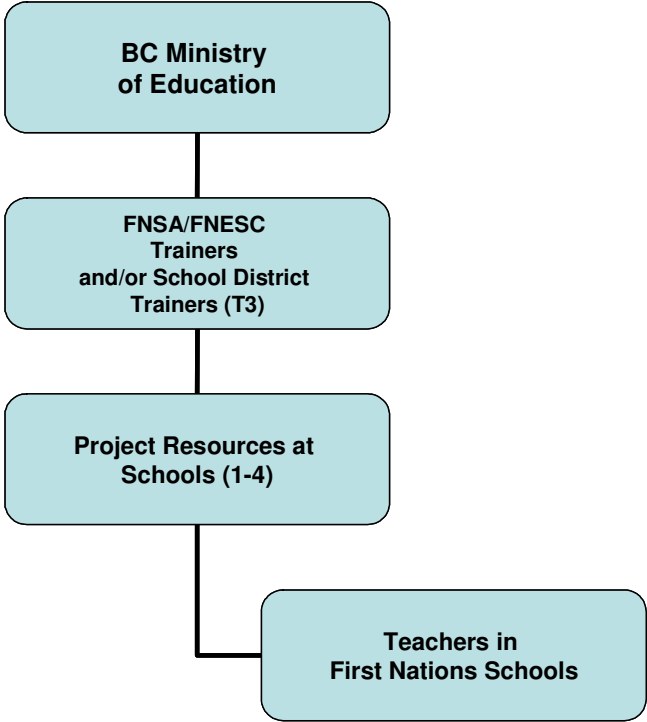 BC Ministry
of Education
FNSA/FNESC
Trainers
and/or School District
Trainers (T3)
Project Resources at
Schools (1-4)
Teachers in
First Nations Schools